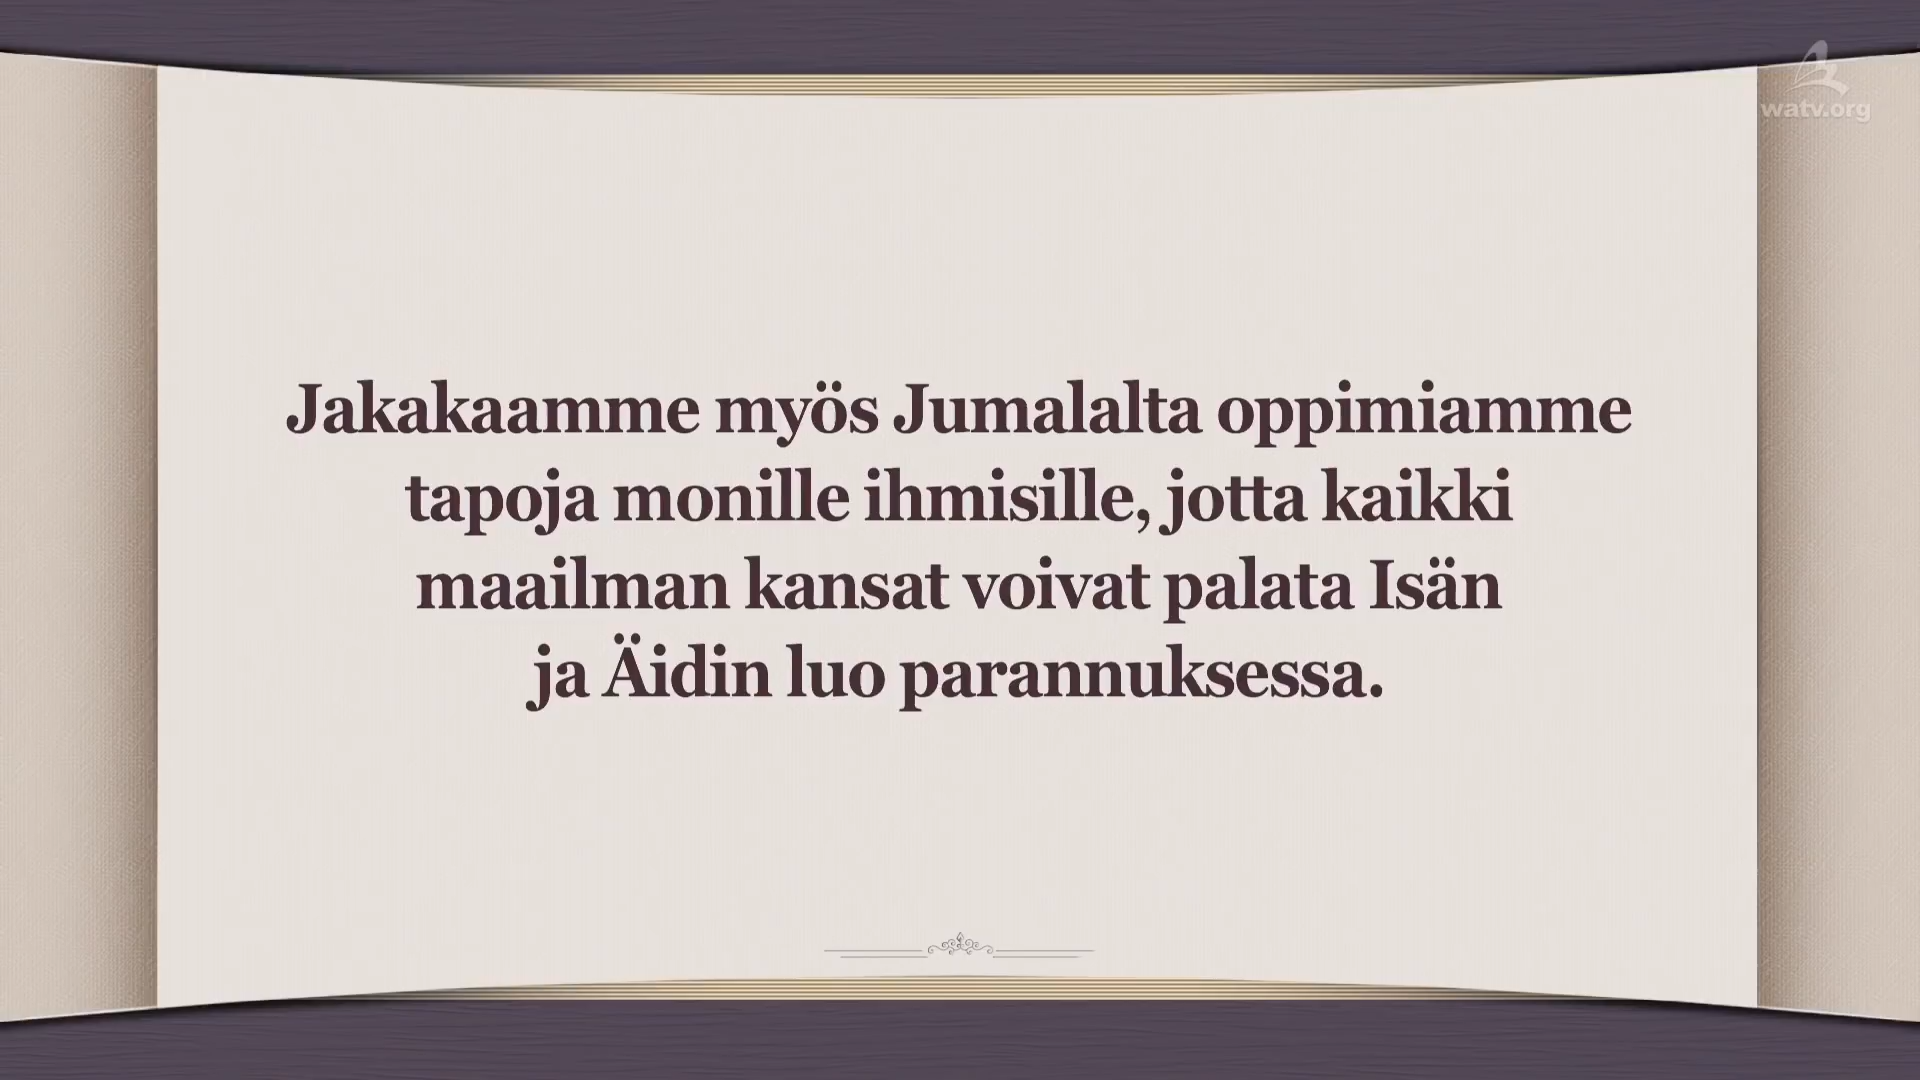 watv.org
Jakakaamme myös Jumalalta oppimiamme
tapoja monille ihmisille, jotta kaikki
maailman kansat voivat palata Isän
ja Äidin luo parannuksessa.